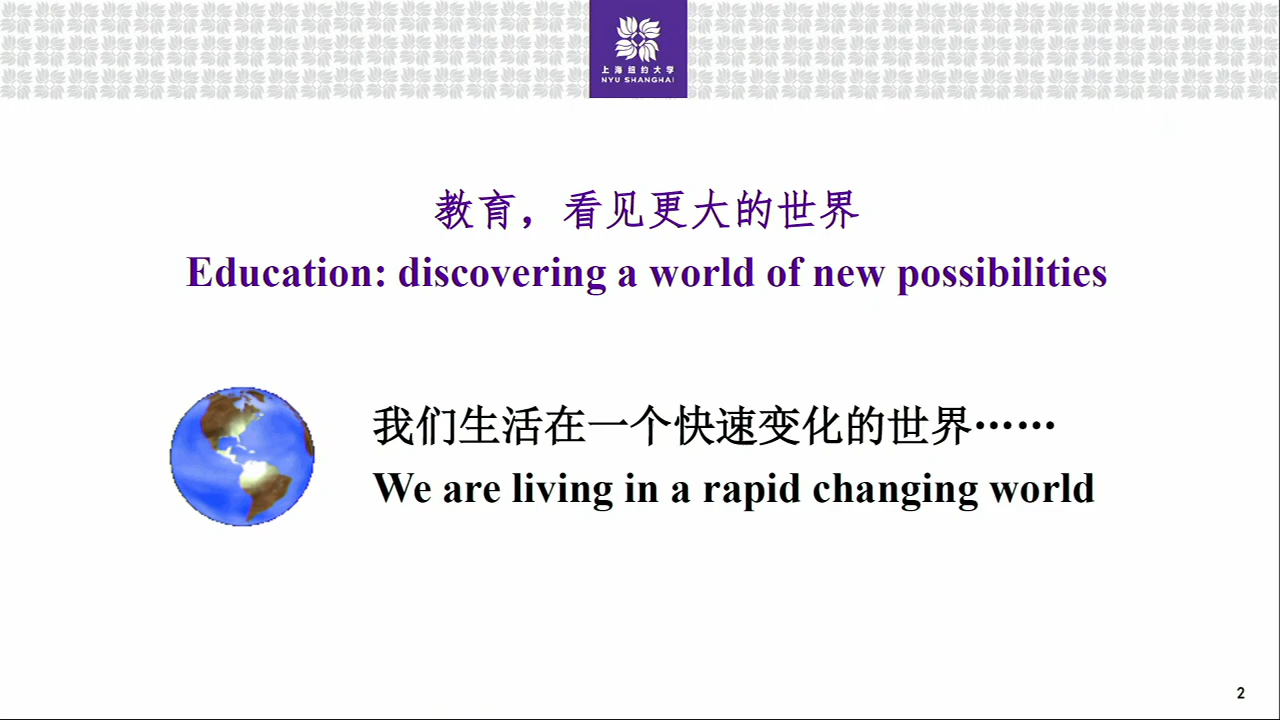 上海纽约大学
NYU SHANGHAI
教育，看见更大的世界
Education: discovering a world of new possibilities
我们生活在一个快速变化的世界……
We are living in a rapid changing world
2